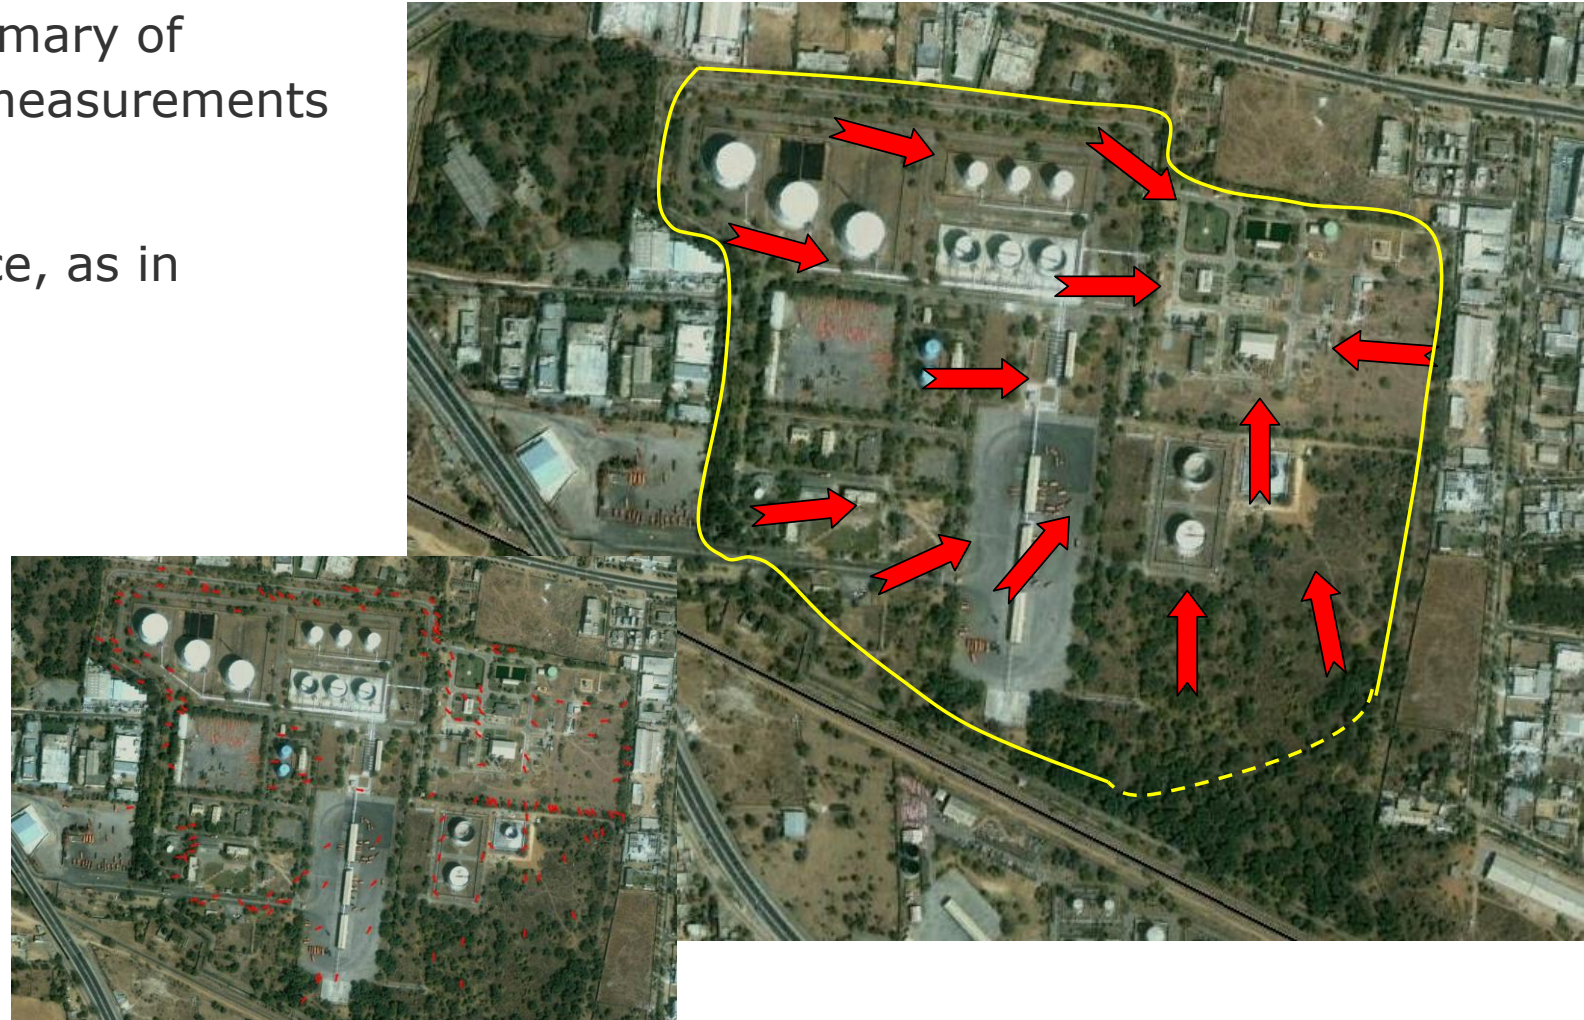 mary of
neasurements
ce, as in